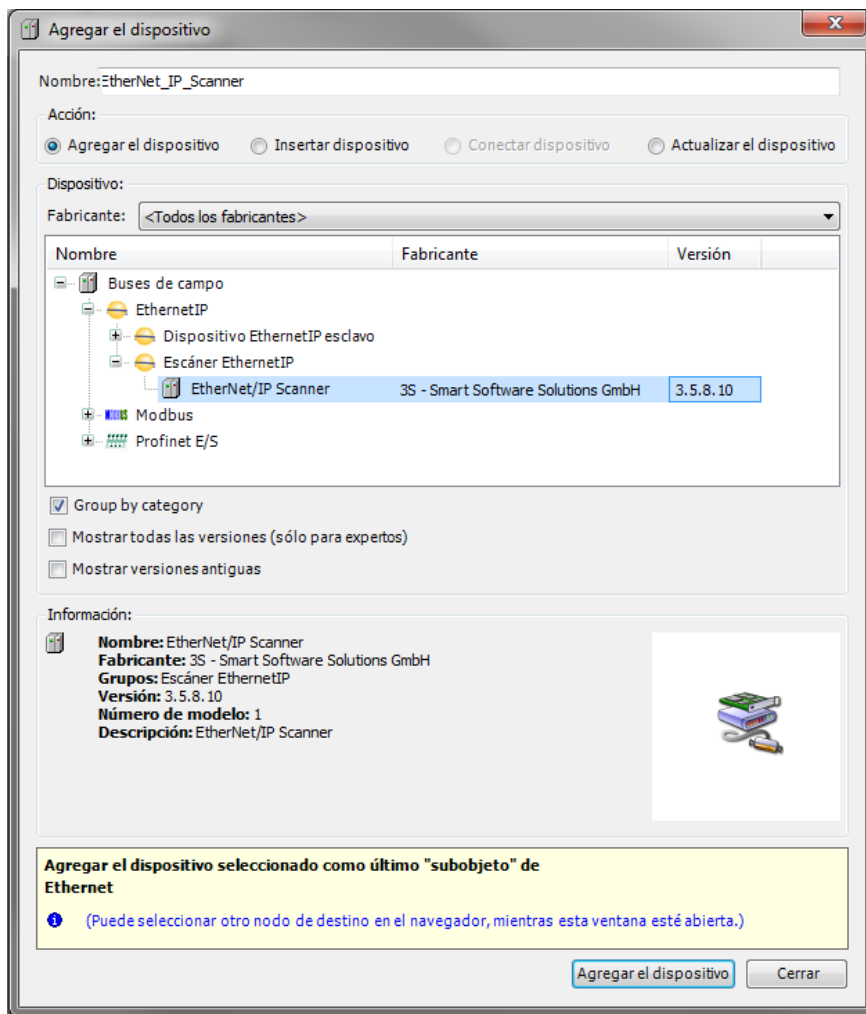 Agregar el dispositivo
Nombre: EtherNet_IP_Scanner
Acción:
Agregar el dispositivo Insertar dispositivo Conectar dispositivo Actualizar el dispositivo
Dispositivo:
Fabricante: <Todos los fabricantes>
Nombre Fabricante Versión
Buses de campo
EthernetIP
Dispositivo EthernetIP esclavo
Escáner EthernetIP
EtherNet/IP Scanner 3S - Smart Software Solutions GmbH 3.5.8.10
Modbus
Profinet E/S
Group by category
Mostrar todas las versiones (sólo para expertos)
Mostrar versiones antiguas
Información:
Nombre: EtherNet/IP Scanner
Fabricante: 3S - Smart Software Solutions GmbH
Grupos: Escáner EthernetIP
Versión: 3.5.8.10
Número de modelo: 1
Descripción: EtherNet/IP Scanner
Agregar el dispositivo seleccionado como último "subobjeto" de
Ethernet
(Puede seleccionar otro nodo de destino en el navegador, mientras esta ventana esté abierta.)
Agregar el dispositivo Cerrar